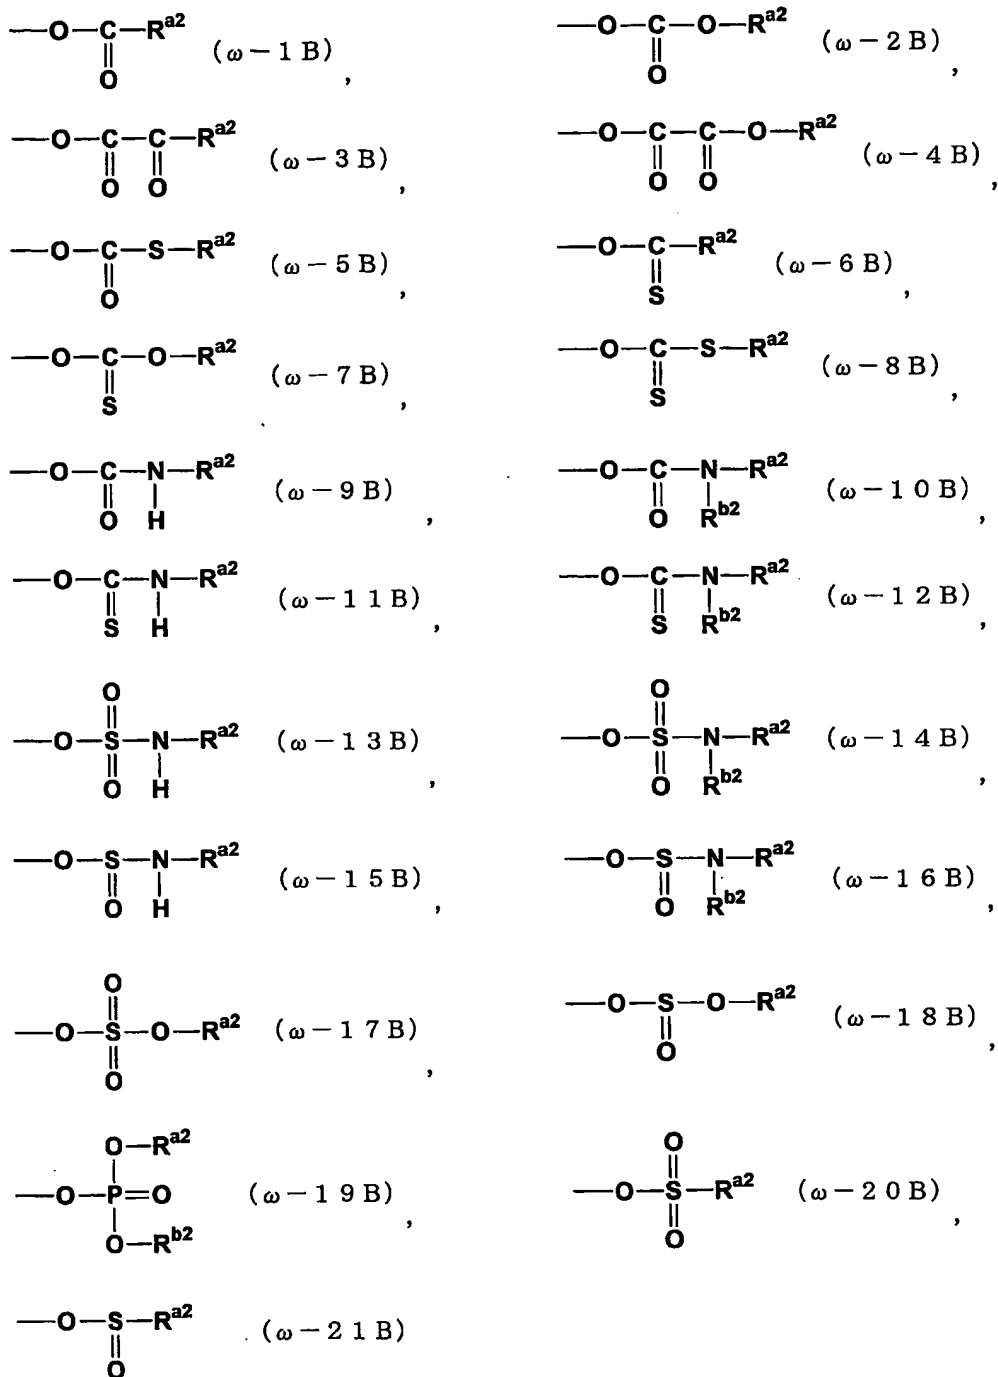 —O—C(=O)—R^a2 (ω-1B),
—O—C(=O)—O—R^a2 (ω-2B),
—O—C(=O)—C(=O)—R^a2 (ω-3B),
—O—C(=O)—C(=O)—O—R^a2 (ω-4B),
—O—C(=O)—S—R^a2 (ω-5B),
—O—C(=S)—R^a2 (ω-6B),
—O—C(=S)—O—R^a2 (ω-7B),
—O—C(=S)—S—R^a2 (ω-8B),
—O—C(=O)—N(H)—R^a2 (ω-9B),
—O—C(=O)—N(R^b2)—R^a2 (ω-10B),
—O—C(=S)—N(H)—R^a2 (ω-11B),
—O—C(=S)—N(R^b2)—R^a2 (ω-12B),
—O—S(=O)(=O)—N(H)—R^a2 (ω-13B),
—O—S(=O)(=O)—N(R^b2)—R^a2 (ω-14B),
—O—S(=O)—N(H)—R^a2 (ω-15B),
—O—S(=O)—N(R^b2)—R^a2 (ω-16B),
—O—S(=O)(=O)—O—R^a2 (ω-17B),
—O—S(=O)—O—R^a2 (ω-18B),
—O—P(=O)(O—R^a2)(O—R^b2) (ω-19B),
—O—S(=O)(=O)—R^a2 (ω-20B),
—O—S(=O)—R^a2 (ω-21B)